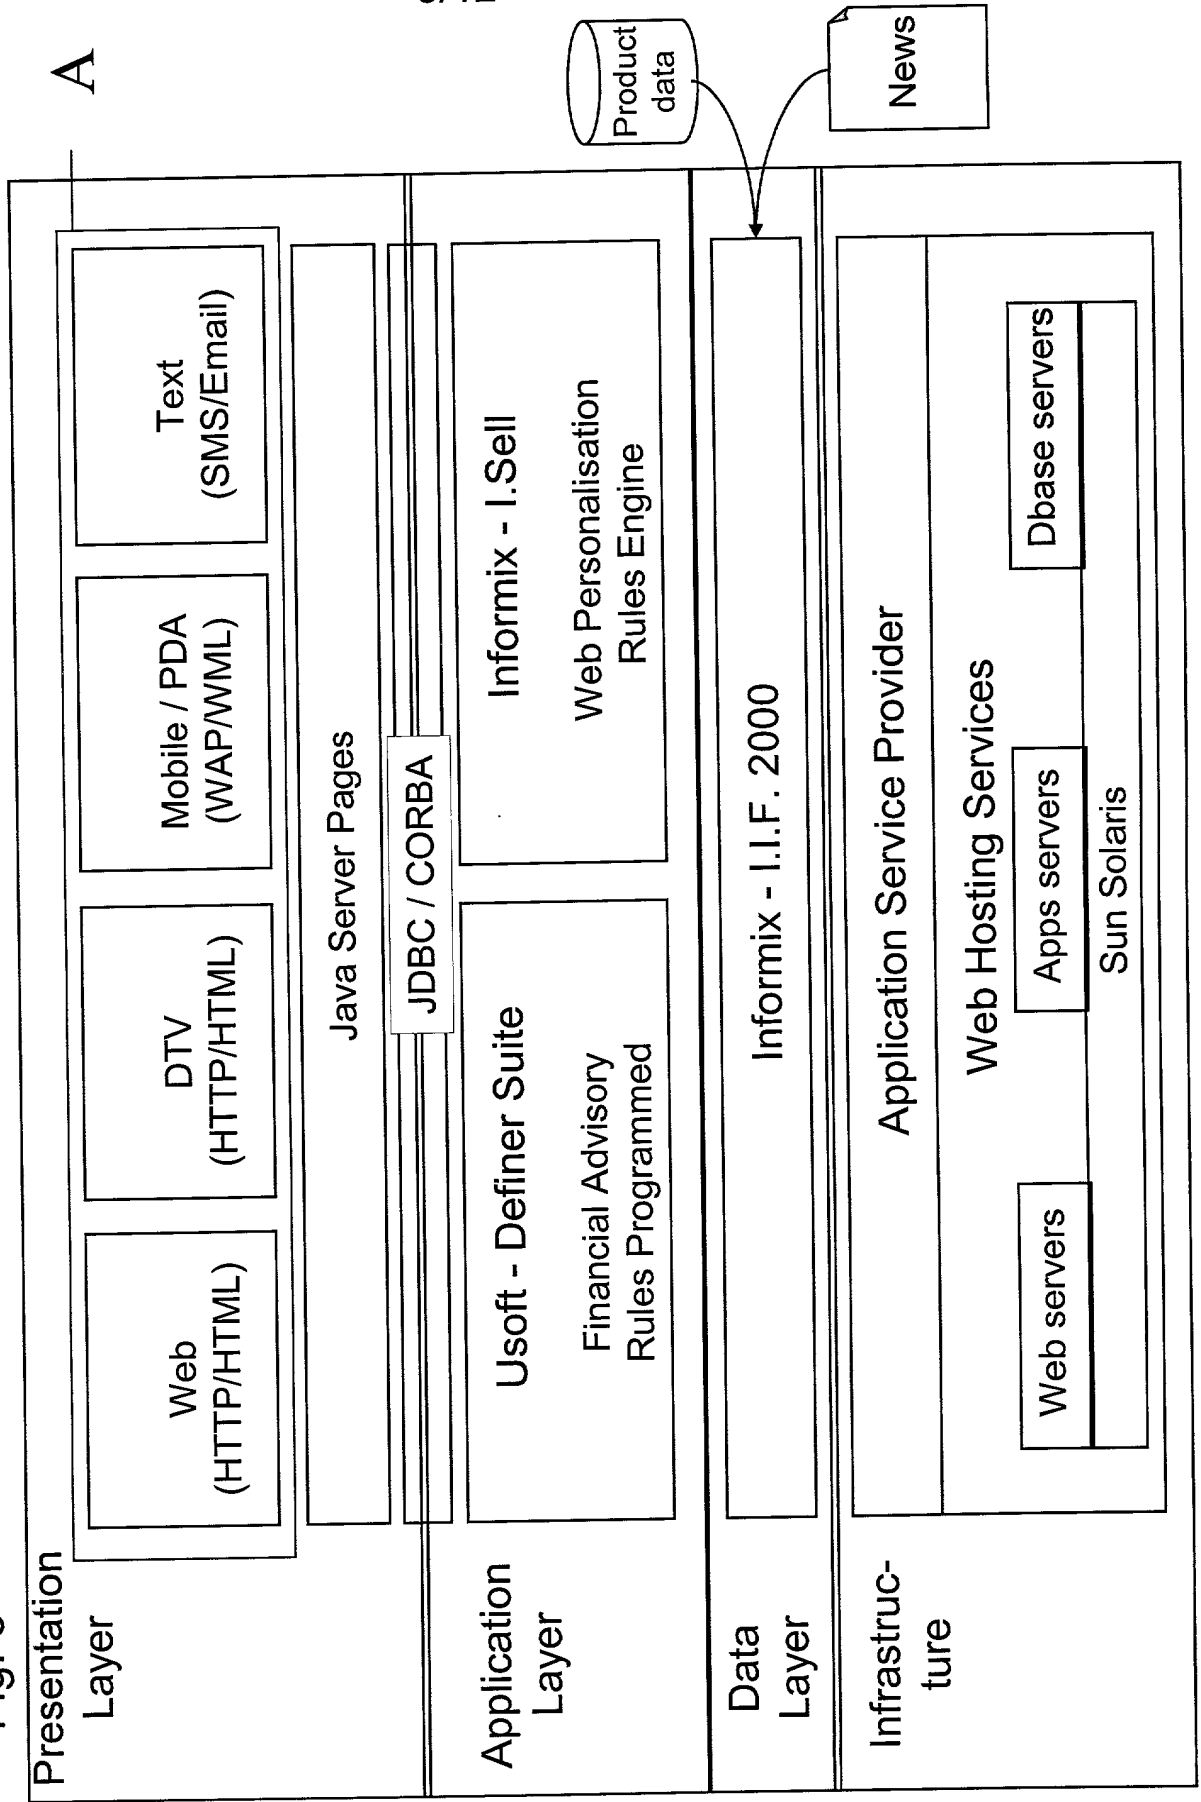 A
Presentation
Layer
Web
(HTTP/HTML)
DTV
(HTTP/HTML)
Mobile / PDA
(WAP/WML)
Text
(SMS/Email)
Java Server Pages
JDBC / CORBA
Application
Layer
Usoft - Definer Suite
Financial Advisory
Rules Programmed
Informix - I.Sell
Web Personalisation
Rules Engine
Product
data
Data
Layer
Informix - I.I.F. 2000
News
Infrastruc-
ture
Application Service Provider
Web Hosting Services
Web servers
Apps servers
Dbase servers
Sun Solaris